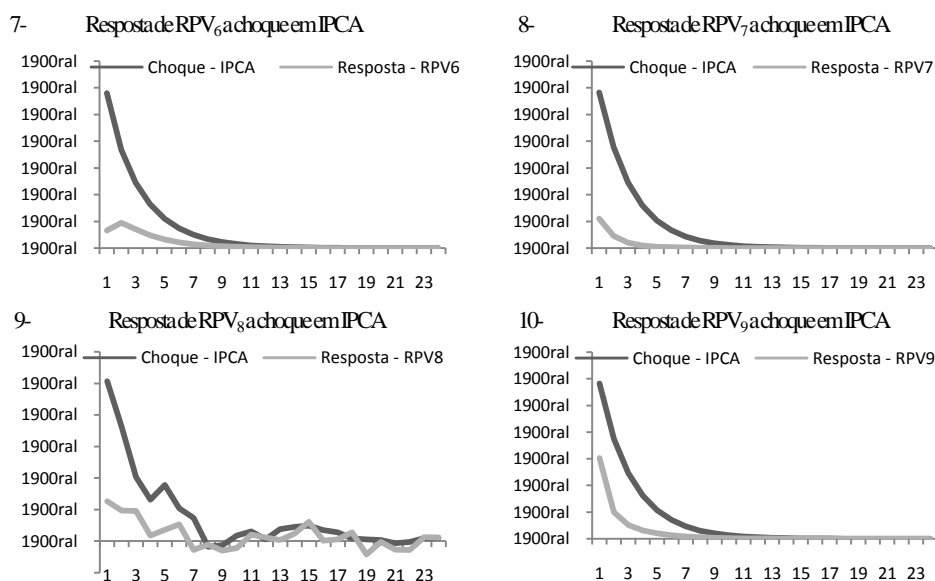 7- Resposta de RPV6 a choque em IPCA
1900ral
Choque - IPCA Resposta - RPV6
1900ral
1900ral
1900ral
1900ral
1900ral
1900ral
1900ral
1 3 5 7 9 11 13 15 17 19 21 23
8- Resposta de RPV7 a choque em IPCA
1900ral
Choque - IPCA Resposta - RPV7
1900ral
1900ral
1900ral
1900ral
1900ral
1900ral
1900ral
1 3 5 7 9 11 13 15 17 19 21 23
9- Resposta de RPV8 a choque em IPCA
1900ral
Choque - IPCA Resposta - RPV8
1900ral
1900ral
1900ral
1900ral
1900ral
1900ral
1 3 5 7 9 11 13 15 17 19 21 23
10- Resposta de RPV9 a choque em IPCA
1900ral
Choque - IPCA Resposta - RPV9
1900ral
1900ral
1900ral
1900ral
1900ral
1900ral
1900ral
1 3 5 7 9 11 13 15 17 19 21 23